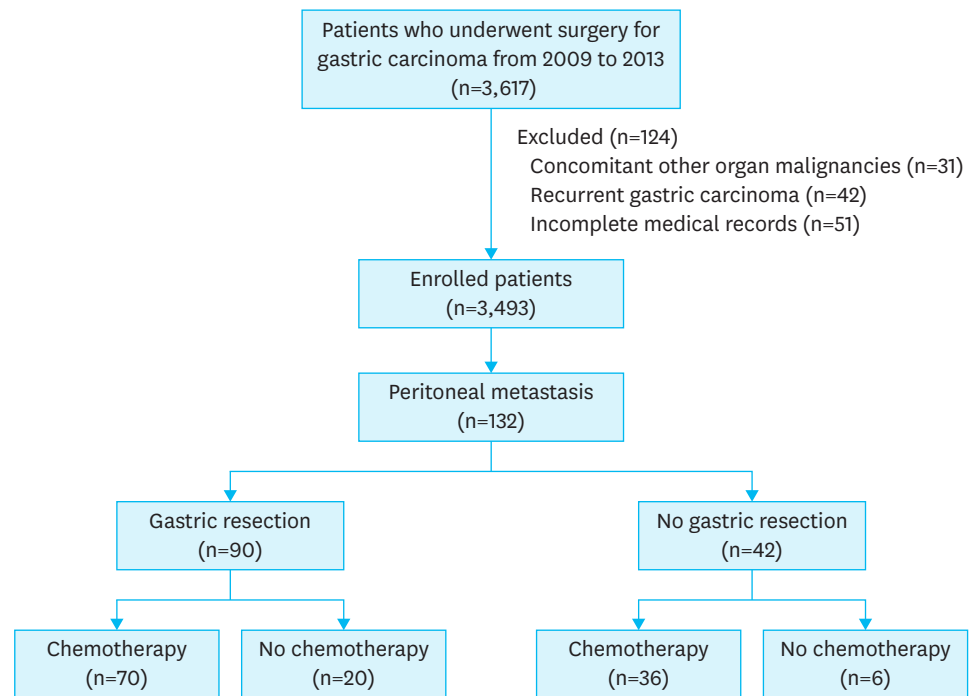 Patients who underwent surgery for
gastric carcinoma from 2009 to 2013
(n=3,617)
Excluded (n=124)
Concomitant other organ malignancies (n=31)
Recurrent gastric carcinoma (n=42)
Incomplete medical records (n=51)
Enrolled patients
(n=3,493)
Peritoneal metastasis
(n=132)
Gastric resection
(n=90)
No gastric resection
(n=42)
Chemotherapy
(n=70)
No chemotherapy
(n=20)
Chemotherapy
(n=36)
No chemotherapy
(n=6)